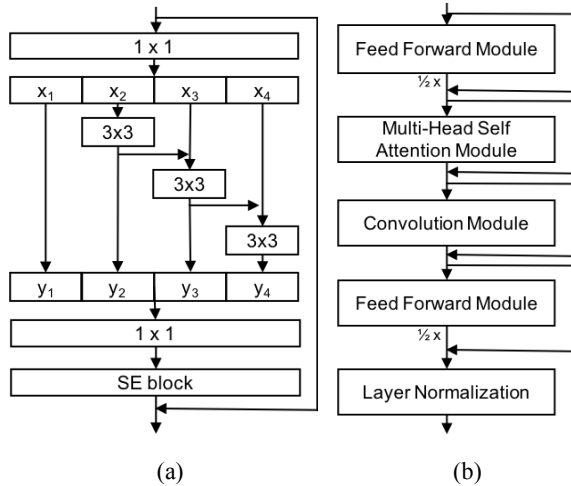 1 x 1
x₁ x₂ x₃ x₄
3x3
3x3
3x3
y₁ y₂ y₃ y₄
1 x 1
SE block
(a)
Feed Forward Module
½ x
Multi-Head Self
Attention Module
Convolution Module
Feed Forward Module
½ x
Layer Normalization
(b)